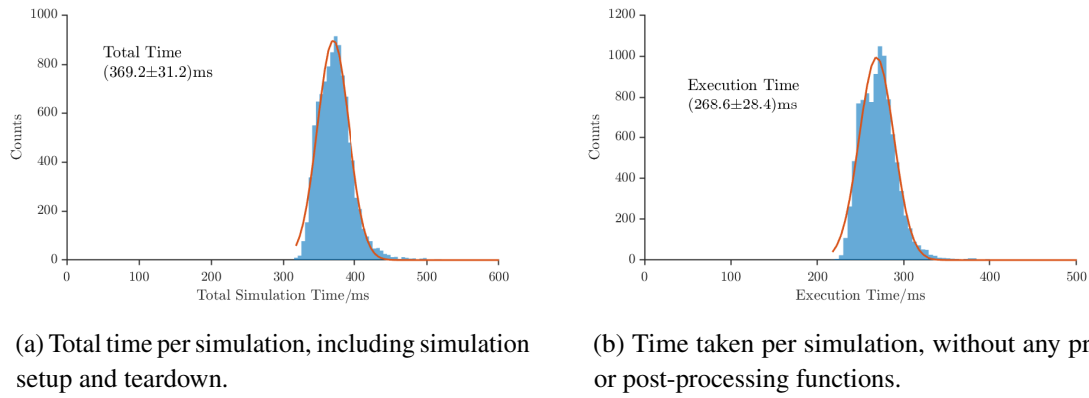 1000
800
600
400
200
0
Counts
Total Time
(369.2±31.2)ms
0 100 200 300 400 500 600
Total Simulation Time/ms
1200
1000
800
600
400
200
0
Counts
Execution Time
(268.6±28.4)ms
0 100 200 300 400 500
Execution Time/ms
(a) Total time per simulation, including simulation
setup and teardown.
(b) Time taken per simulation, without any pr
or post-processing functions.